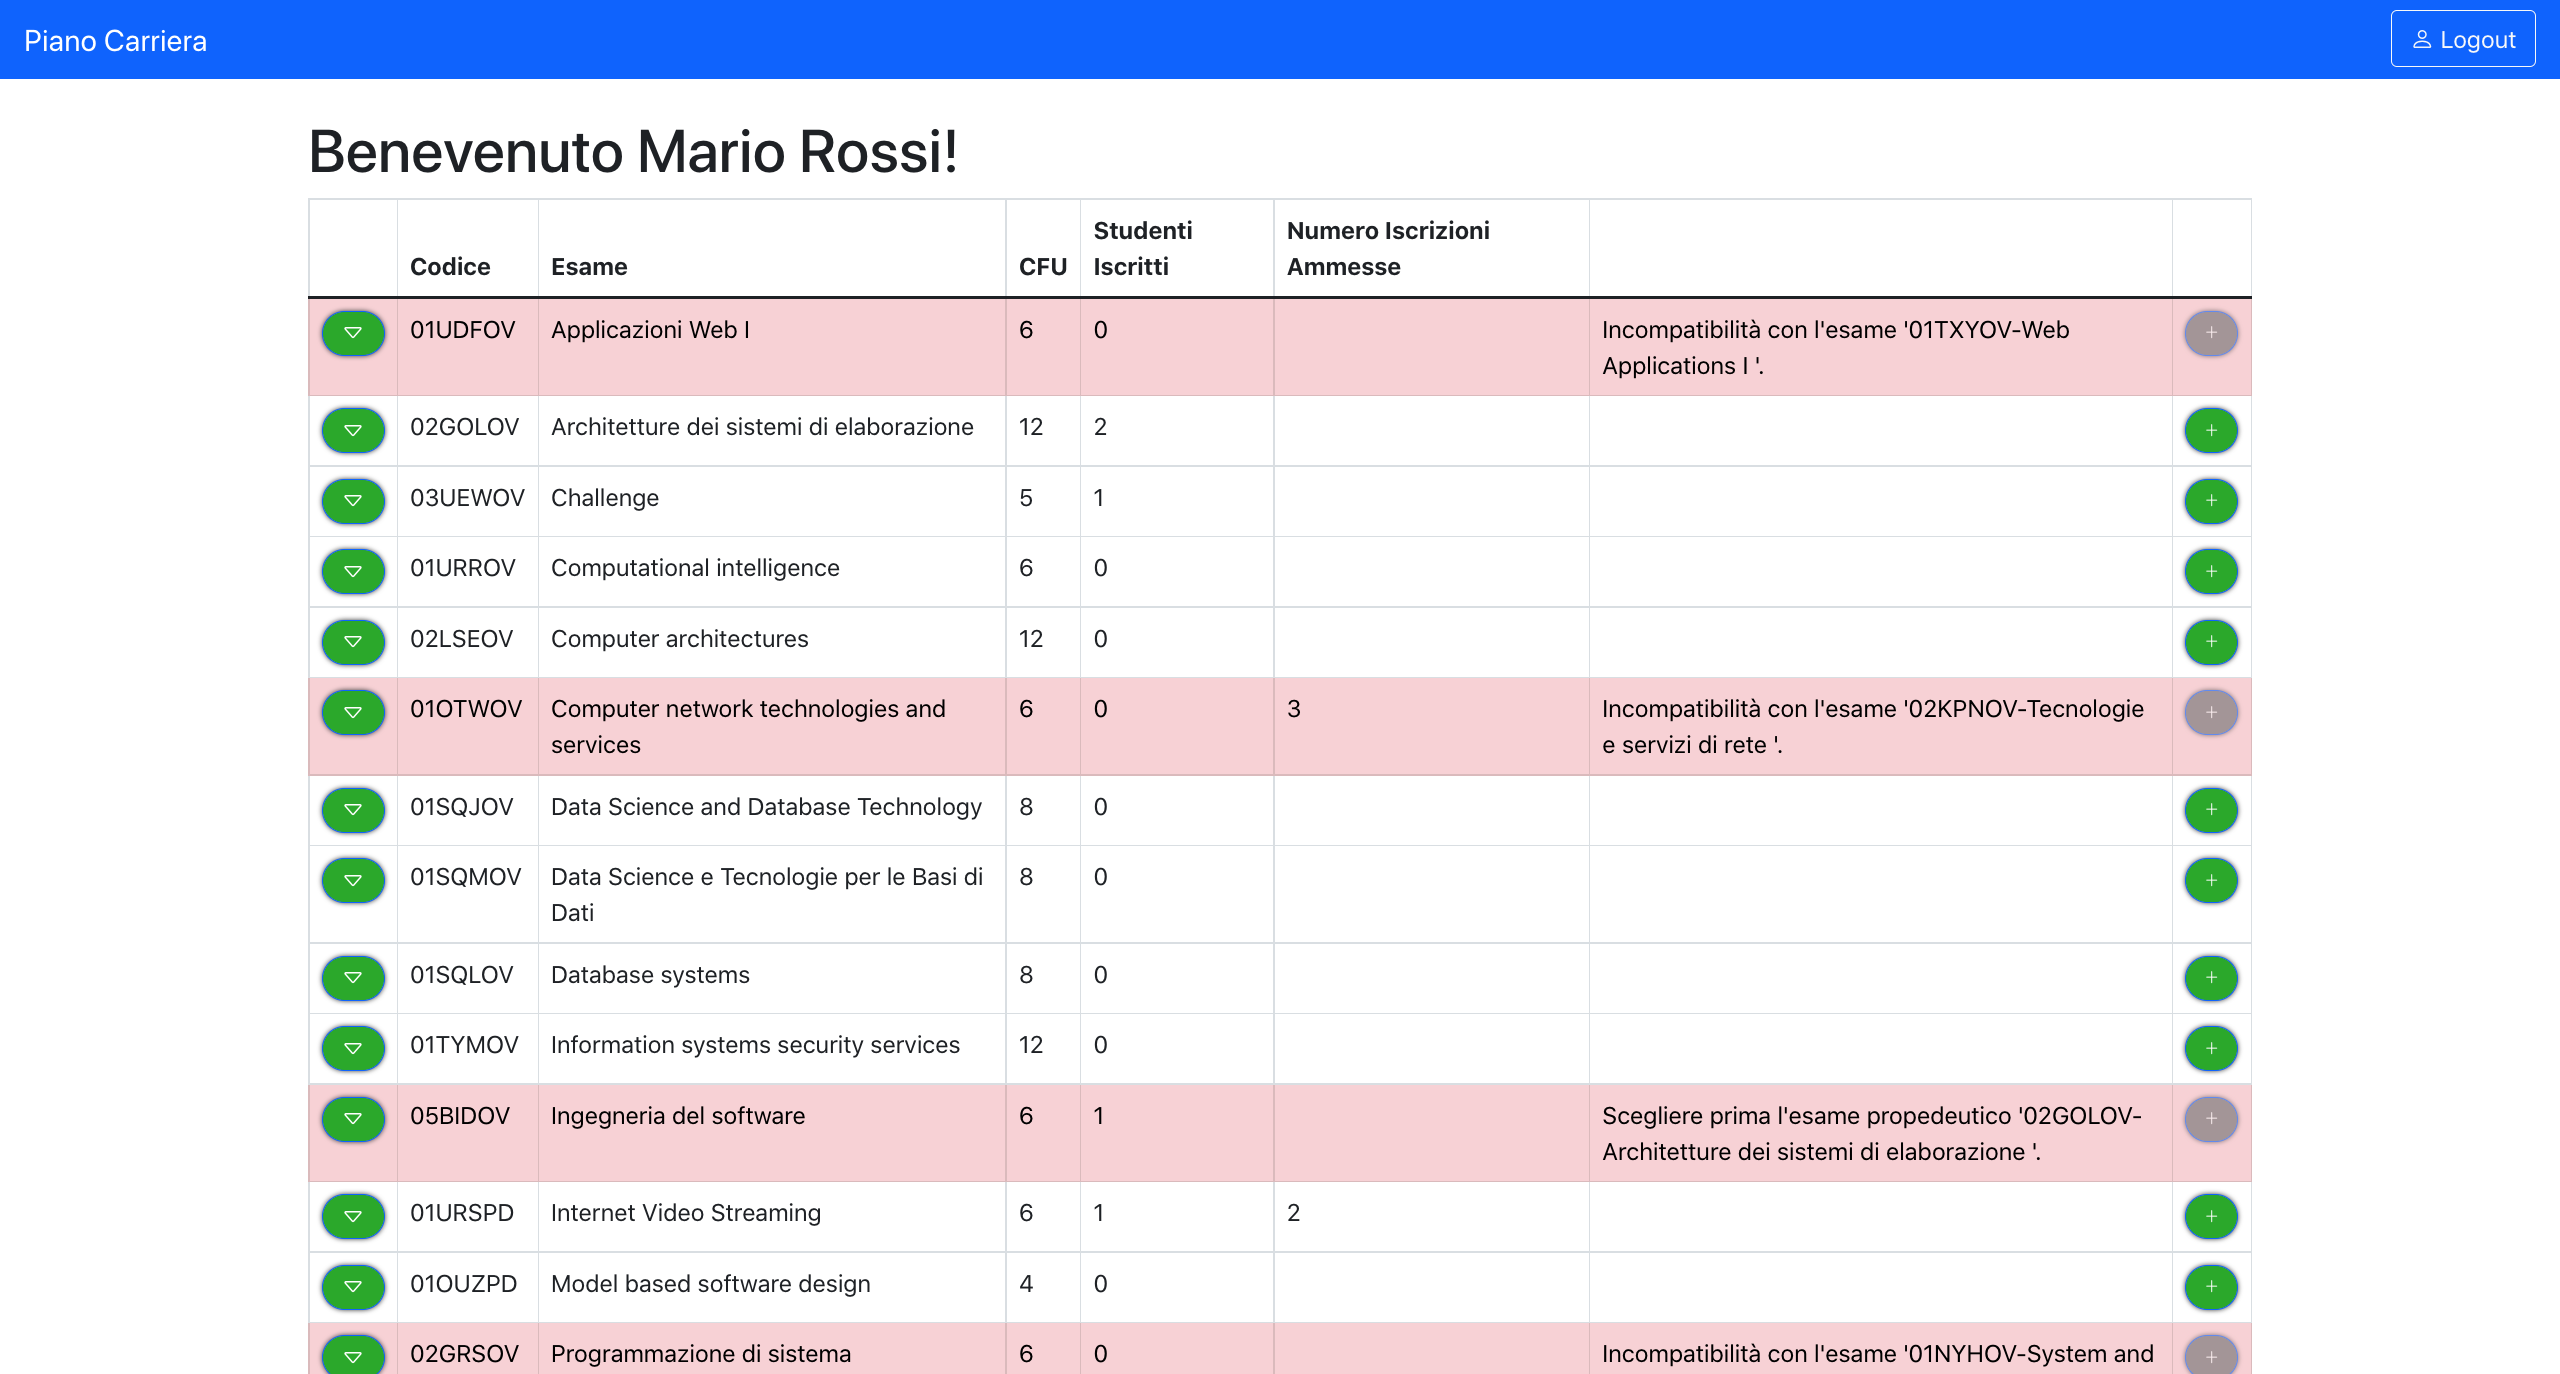 Piano Carriera
Logout
Benevenuto Mario Rossi!
Codice Esame CFU Studenti Iscritti Numero Iscrizioni Ammesse
01UDFOV Applicazioni Web I 6 0 Incompatibilità con l'esame '01TXYOV-Web
Applications I '.
02GOLOV Architetture dei sistemi di elaborazione 12 2
03UEWOV Challenge 5 1
01URROV Computational intelligence 6 0
02LSEOV Computer architectures 12 0
01OTWOV Computer network technologies and services 6 0 3 Incompatibilità con l'esame '02KPNOV-Tecnologie
e servizi di rete '.
01SQJOV Data Science and Database Technology 8 0
01SQMOV Data Science e Tecnologie per le Basi di
Dati 8 0
01SQLOV Database systems 8 0
01TYMOV Information systems security services 12 0
05BIDOV Ingegneria del software 6 1 Scegliere prima l'esame propedeutico '02GOLOV-
Architetture dei sistemi di elaborazione '.
01URSPD Internet Video Streaming 6 1 2
01OUZPD Model based software design 4 0
02GRSOV Programmazione di sistema 6 0 Incompatibilità con l'esame '01NYHOV-System and